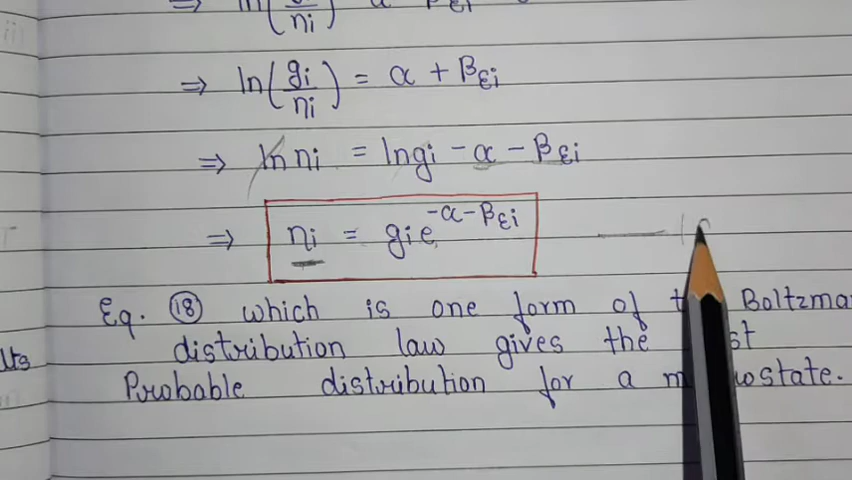 ⇒ ln(gi/ni) = α + βεi
⇒ ln ni = ln gi - α - βεi
⇒ ni = gi e^(-α-βεi)
Eq. (18) which is one form of Boltzma
distribution law gives the
Probable distribution for a